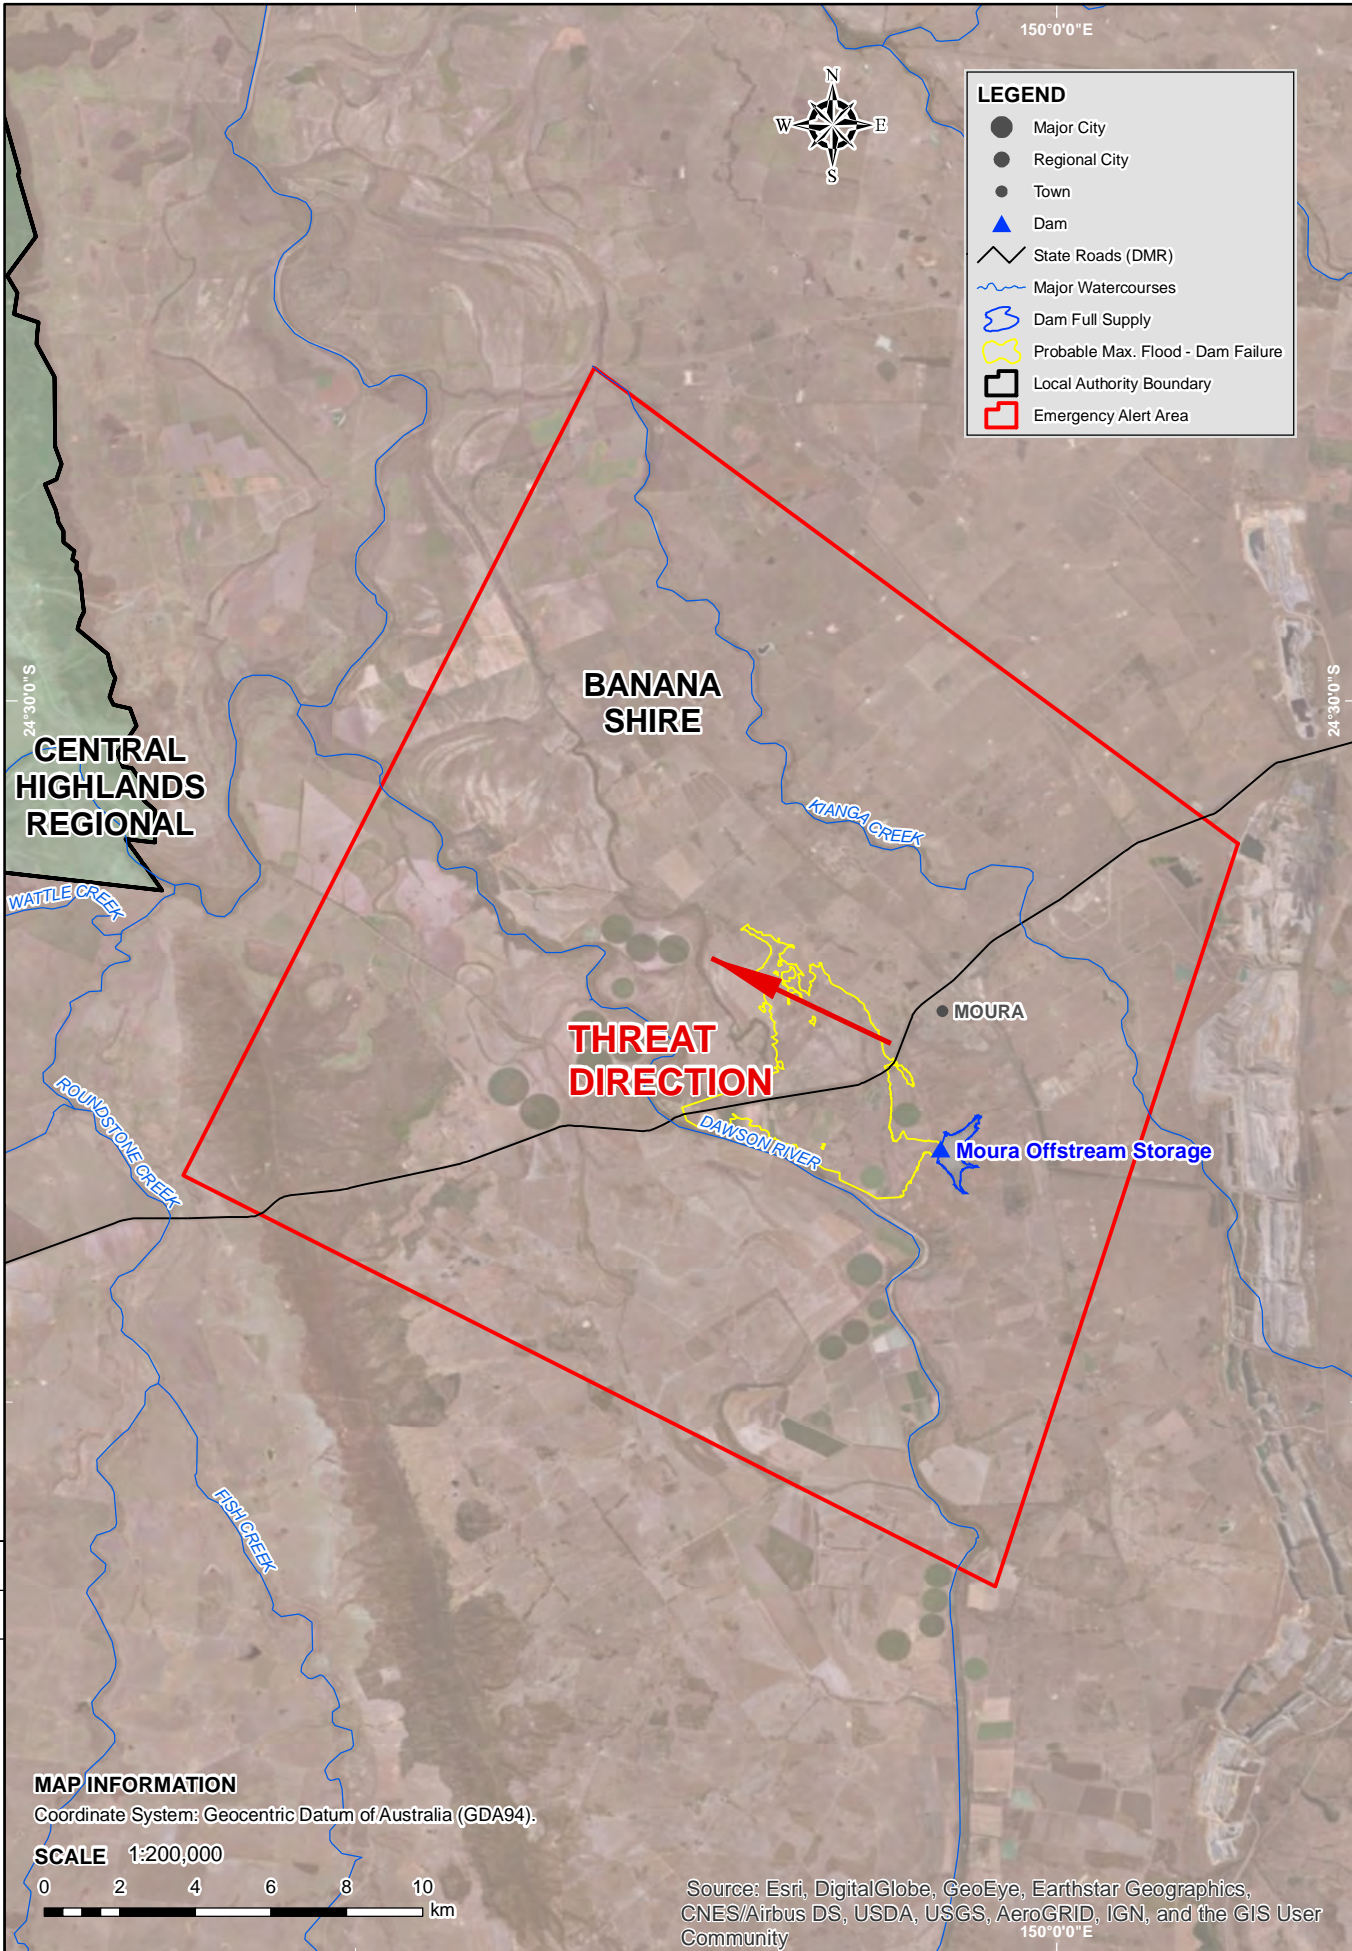 150°0'0"E
N
W
E
S
LEGEND
Major City
Regional City
Town
Dam
State Roads (DMR)
Major Watercourses
Dam Full Supply
Probable Max. Flood - Dam Failure
Local Authority Boundary
Emergency Alert Area
24°30'0"S
24°30'0"S
BANANA
SHIRE
CENTRAL
HIGHLANDS
REGIONAL
KIANGA CREEK
WATTLE CREEK
MOURA
THREAT
DIRECTION
ROUNDSTONE CREEK
DAWSON RIVER
Moura Offstream Storage
FISH CREEK
MAP INFORMATION
Coordinate System: Geocentric Datum of Australia (GDA94).
SCALE 1:200,000
0 2 4 6 8 10
km
Source: Esri, DigitalGlobe, GeoEye, Earthstar Geographics,
CNES/Airbus DS, USDA, USGS, AeroGRID, IGN, and the GIS User
Community
150°0'0"E